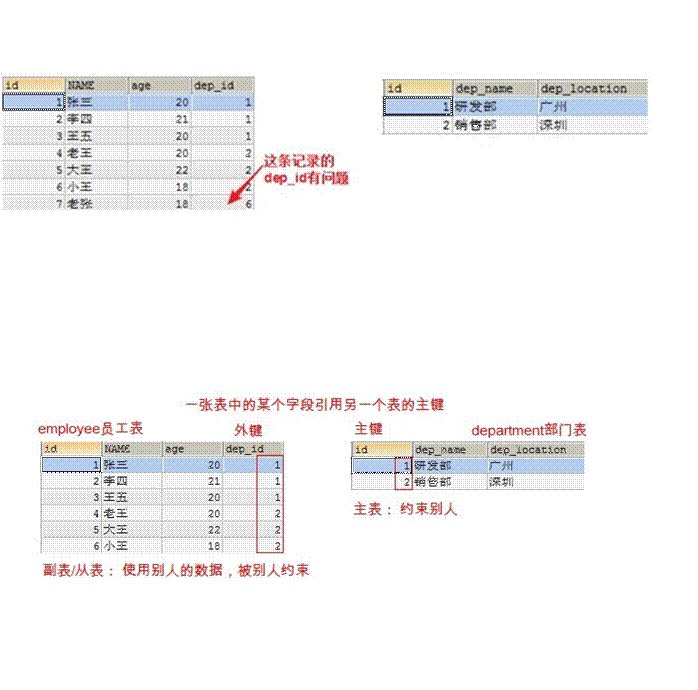 id NAME age dep_id
1 张三 20 1
2 李四 21 1
3 王五 20 1
4 老王 20 2
5 大王 22 2
6 小王 18 2
7 老张 18 6
id dep_name dep_location
1 研发部 广州
2 销售部 深圳
这条记录的
dep_id有问题
一张表中的某个字段引用另一个表的主键
employee员工表 外键
id NAME age dep_id
1 张三 20 1
2 李四 21 1
3 王五 20 1
4 老王 20 2
5 大王 22 2
6 小王 18 2
副表/从表： 使用别人的数据，被别人约束
主键 department部门表
id dep_name dep_location
1 研发部 广州
2 销售部 深圳
主表： 约束别人